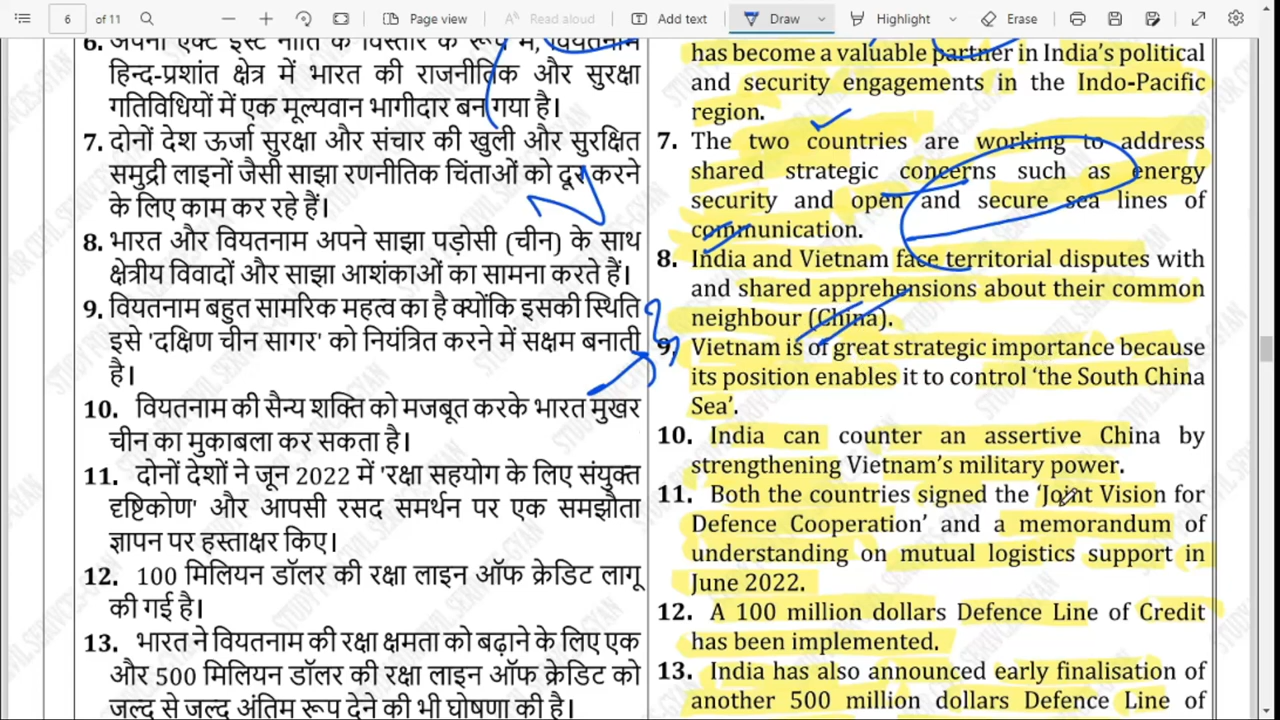 6
of 11
Page view
Read aloud
Add text
Draw
Highlight
Erase
6. अपनी एक्ट इस्ट नीति के विस्तार के रूप में, वियतनाम
हिन्द-प्रशांत क्षेत्र में भारत की राजनीतिक और सुरक्षा
गतिविधियों में एक मूल्यवान भागीदार बन गया है।
7. दोनों देश ऊर्जा सुरक्षा और संचार की खुली और सुरक्षित
समुद्री लाइनों जैसी साझा रणनीतिक चिंताओं को दूर करने
के लिए काम कर रहे हैं।
8. भारत और वियतनाम अपने साझा पड़ोसी (चीन) के साथ
क्षेत्रीय विवादों और साझा आशंकाओं का सामना करते हैं।
9. वियतनाम बहुत सामरिक महत्व का है क्योंकि इसकी स्थिति
इसे 'दक्षिण चीन सागर' को नियंत्रित करने में सक्षम बनाती
है।
10. वियतनाम की सैन्य शक्ति को मजबूत करके भारत मुखर
चीन का मुकाबला कर सकता है।
11. दोनों देशों ने जून 2022 में 'रक्षा सहयोग के लिए संयुक्त
दृष्टिकोण' और आपसी रसद समर्थन पर एक समझौता
ज्ञापन पर हस्ताक्षर किए।
12. 100 मिलियन डॉलर की रक्षा लाइन ऑफ क्रेडिट लागू
की गई है।
13. भारत ने वियतनाम की रक्षा क्षमता को बढ़ाने के लिए एक
और 500 मिलियन डॉलर की रक्षा लाइन ऑफ क्रेडिट को
जल्द से जल्द अंतिम रूप देने की भी घोषणा की है।
has become a valuable partner in India's political
and security engagements in the Indo-Pacific
region.
7. The two countries are working to address
shared strategic concerns such as energy
security and open and secure sea lines of
communication.
8. India and Vietnam face territorial disputes with
and shared apprehensions about their common
neighbour (China).
9. Vietnam is of great strategic importance because
its position enables it to control 'the South China
Sea'.
10. India can counter an assertive China by
strengthening Vietnam's military power.
11. Both the countries signed the 'Joint Vision for
Defence Cooperation' and a memorandum of
understanding on mutual logistics support in
June 2022.
12. A 100 million dollars Defence Line of Credit
has been implemented.
13. India has also announced early finalisation of
another 500 million dollars Defence Line of